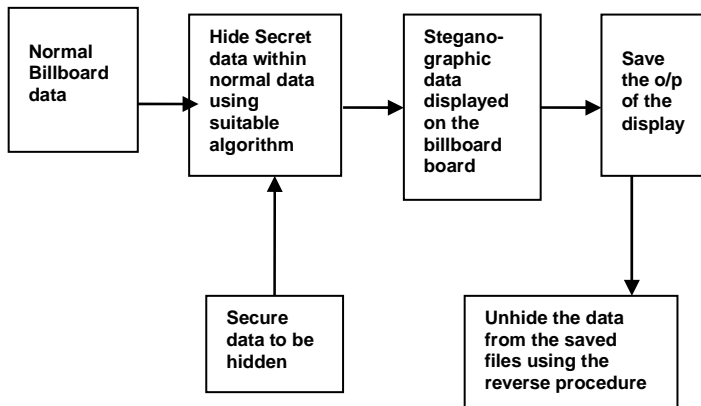 Normal
Billboard
data
Hide Secret
data within
normal data
using
suitable
algorithm
Stegano-
graphic
data
displayed
on the
billboard
board
Save
the o/p
of the
display
Secure
data to be
hidden
Unhide the data
from the saved
files using the
reverse procedure